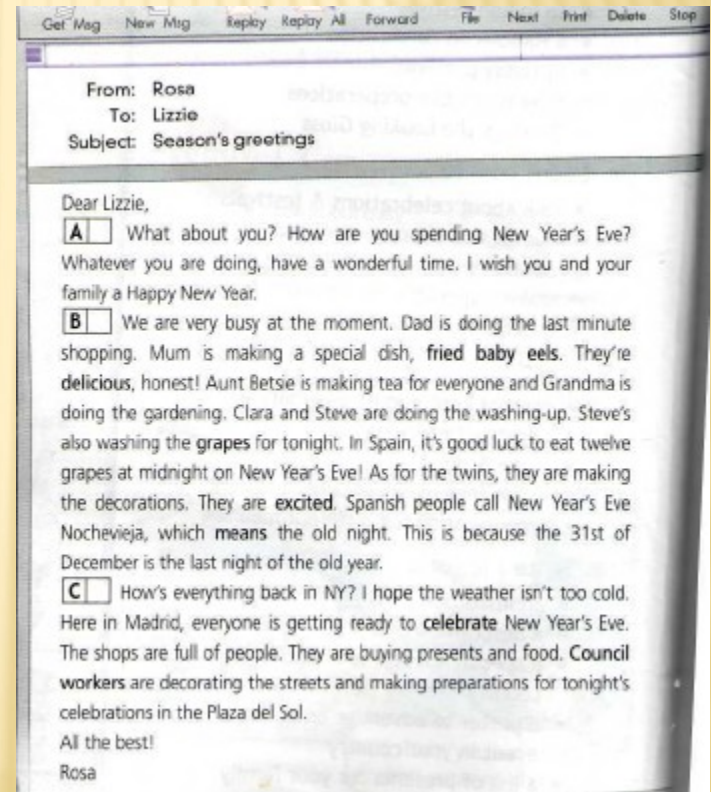 Get Msg New Msg Replay Replay All Forward File Next Print Delete Stop
From: Rosa
To: Lizzie
Subject: Season's greetings
Dear Lizzie,
A What about you? How are you spending New Year's Eve?
Whatever you are doing, have a wonderful time. I wish you and your
family a Happy New Year.
B We are very busy at the moment. Dad is doing the last minute
shopping. Mum is making a special dish, fried baby eels. They're
delicious, honest! Aunt Betsie is making tea for everyone and Grandma is
doing the gardening. Clara and Steve are doing the washing-up. Steve's
also washing the grapes for tonight. In Spain, it's good luck to eat twelve
grapes at midnight on New Year's Eve! As for the twins, they are making
the decorations. They are excited. Spanish people call New Year's Eve
Nochevieja, which means the old night. This is because the 31st of
December is the last night of the old year.
C How's everything back in NY? I hope the weather isn't too cold.
Here in Madrid, everyone is getting ready to celebrate New Year's Eve.
The shops are full of people. They are buying presents and food. Council
workers are decorating the streets and making preparations for tonight's
celebrations in the Plaza del Sol.
All the best!
Rosa